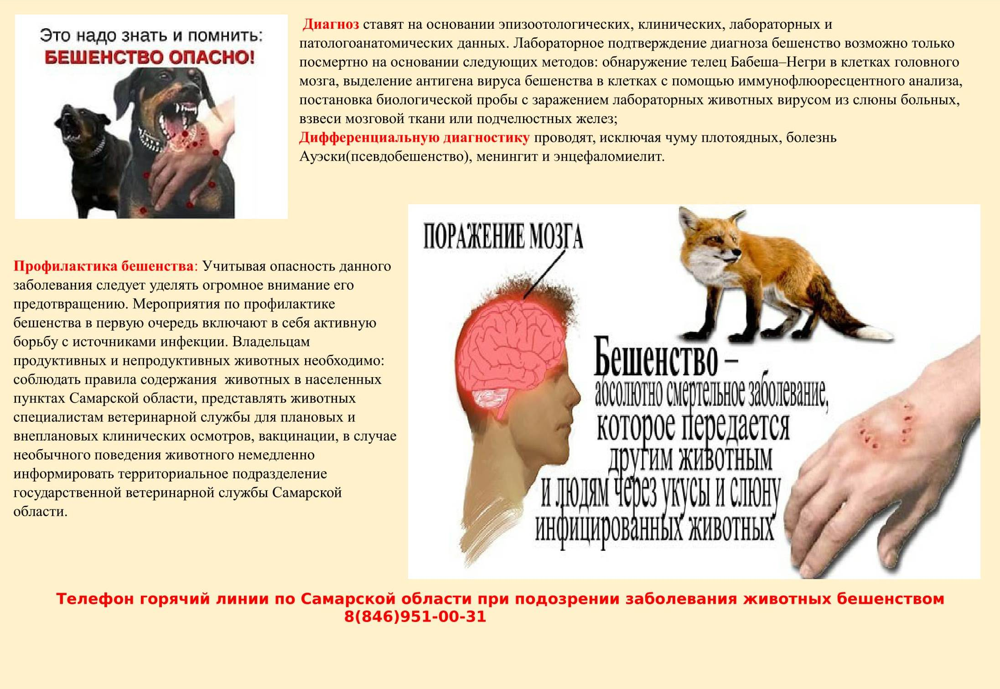 Это надо знать и помнить:
БЕШЕНСТВО ОПАСНО!
Диагноз ставят на основании эпизоотологических, клинических, лабораторных и
патологоанатомических данных. Лабораторное подтверждение диагноза бешенство возможно только
посмертно на основании следующих методов: обнаружение телец Бабеша–Негри в клетках головного
мозга, выделение антигена вируса бешенства в клетках с помощью иммунофлюоресцентного анализа,
постановка биологической пробы с заражением лабораторных животных вирусом из слюны больных,
взвеси мозговой ткани или подчелюстных желез;
Дифференциальную диагностику проводят, исключая чуму плотоядных, болезнь
Ауэски(псевдобешенство), менингит и энцефаломиелит.
Профилактика бешенства: Учитывая опасность данного
заболевания следует уделять огромное внимание его
предотвращению. Мероприятия по профилактике
бешенства в первую очередь включают в себя активную
борьбу с источниками инфекции. Владельцам
продуктивных и непродуктивных животных необходимо:
соблюдать правила содержания животных в населенных
пунктах Самарской области, представлять животных
специалистам ветеринарной службы для плановых и
внеплановых клинических осмотров, вакцинации, в случае
необычного поведения животного немедленно
информировать территориальное подразделение
государственной ветеринарной службы Самарской
области.
ПОРАЖЕНИЕ МОЗГА
Бешенство –
абсолютно смертельное заболевание,
которое передается
другим животным
и людям через укусы и слюну
инфицированных животных
Телефон горячий линии по Самарской области при подозрении заболевания животных бешенством
8(846)951-00-31